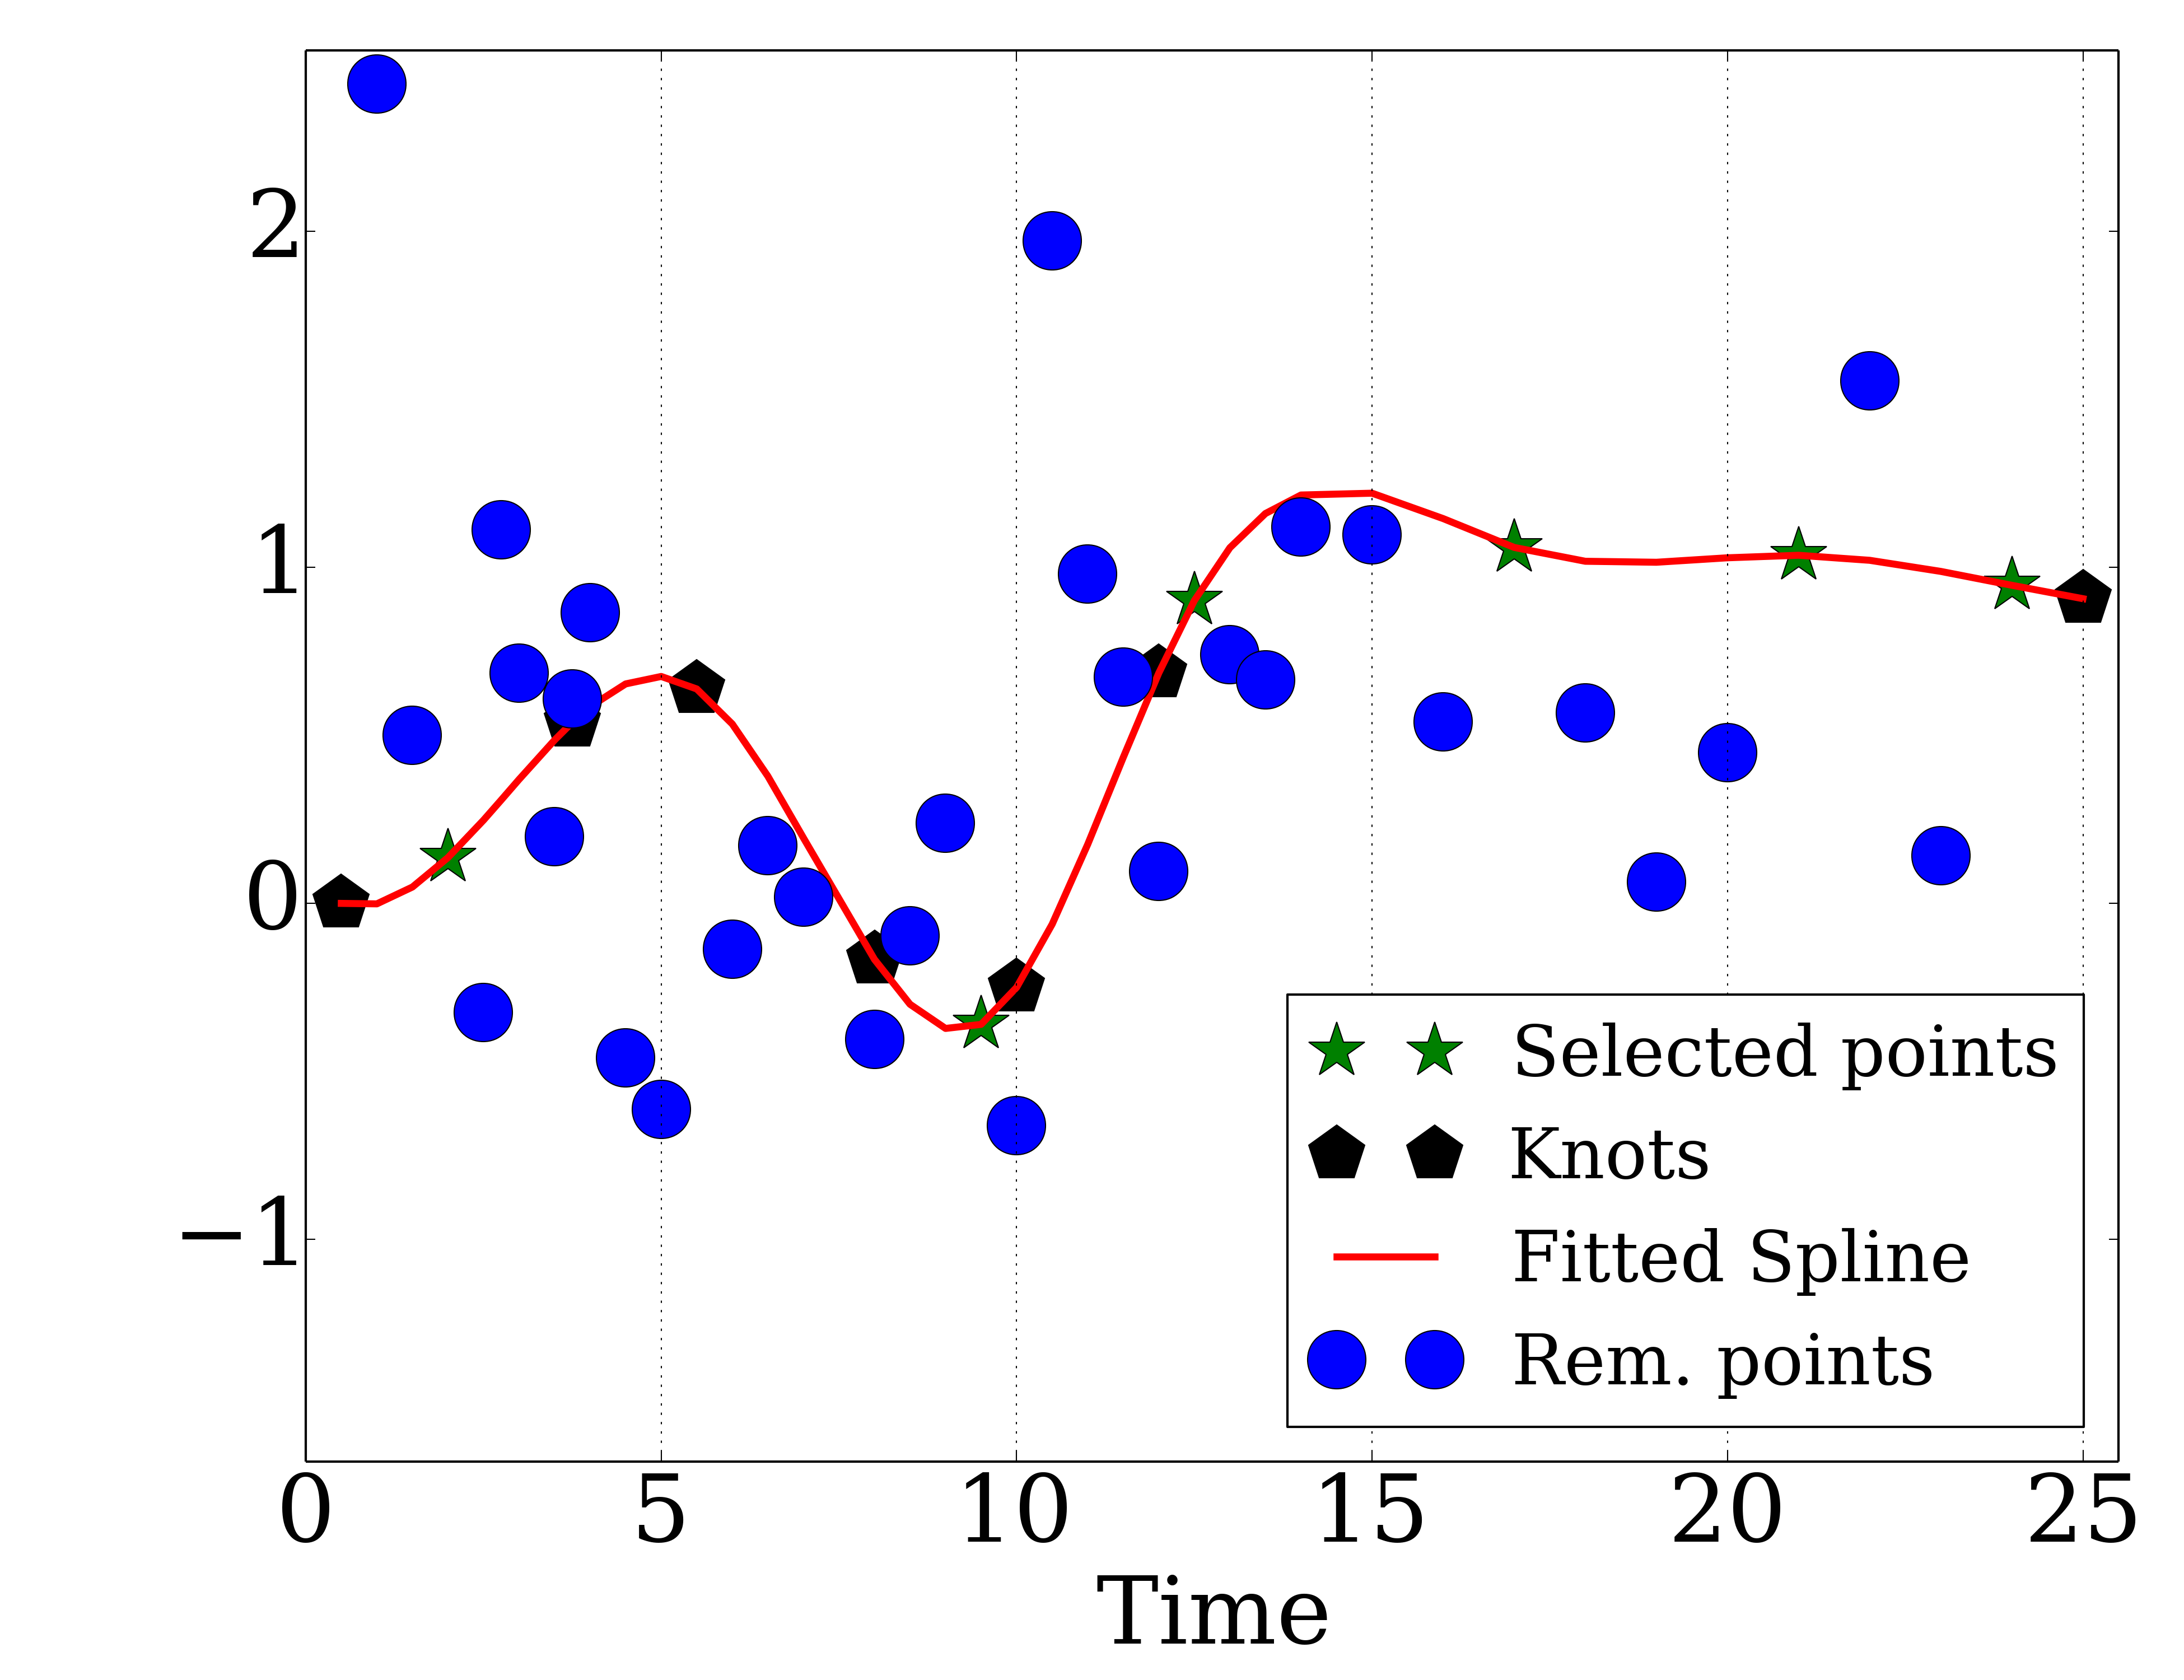 2
1
0
−1
Selected points
Knots
Fitted Spline
Rem. points
0 5 10 15 20 25
Time